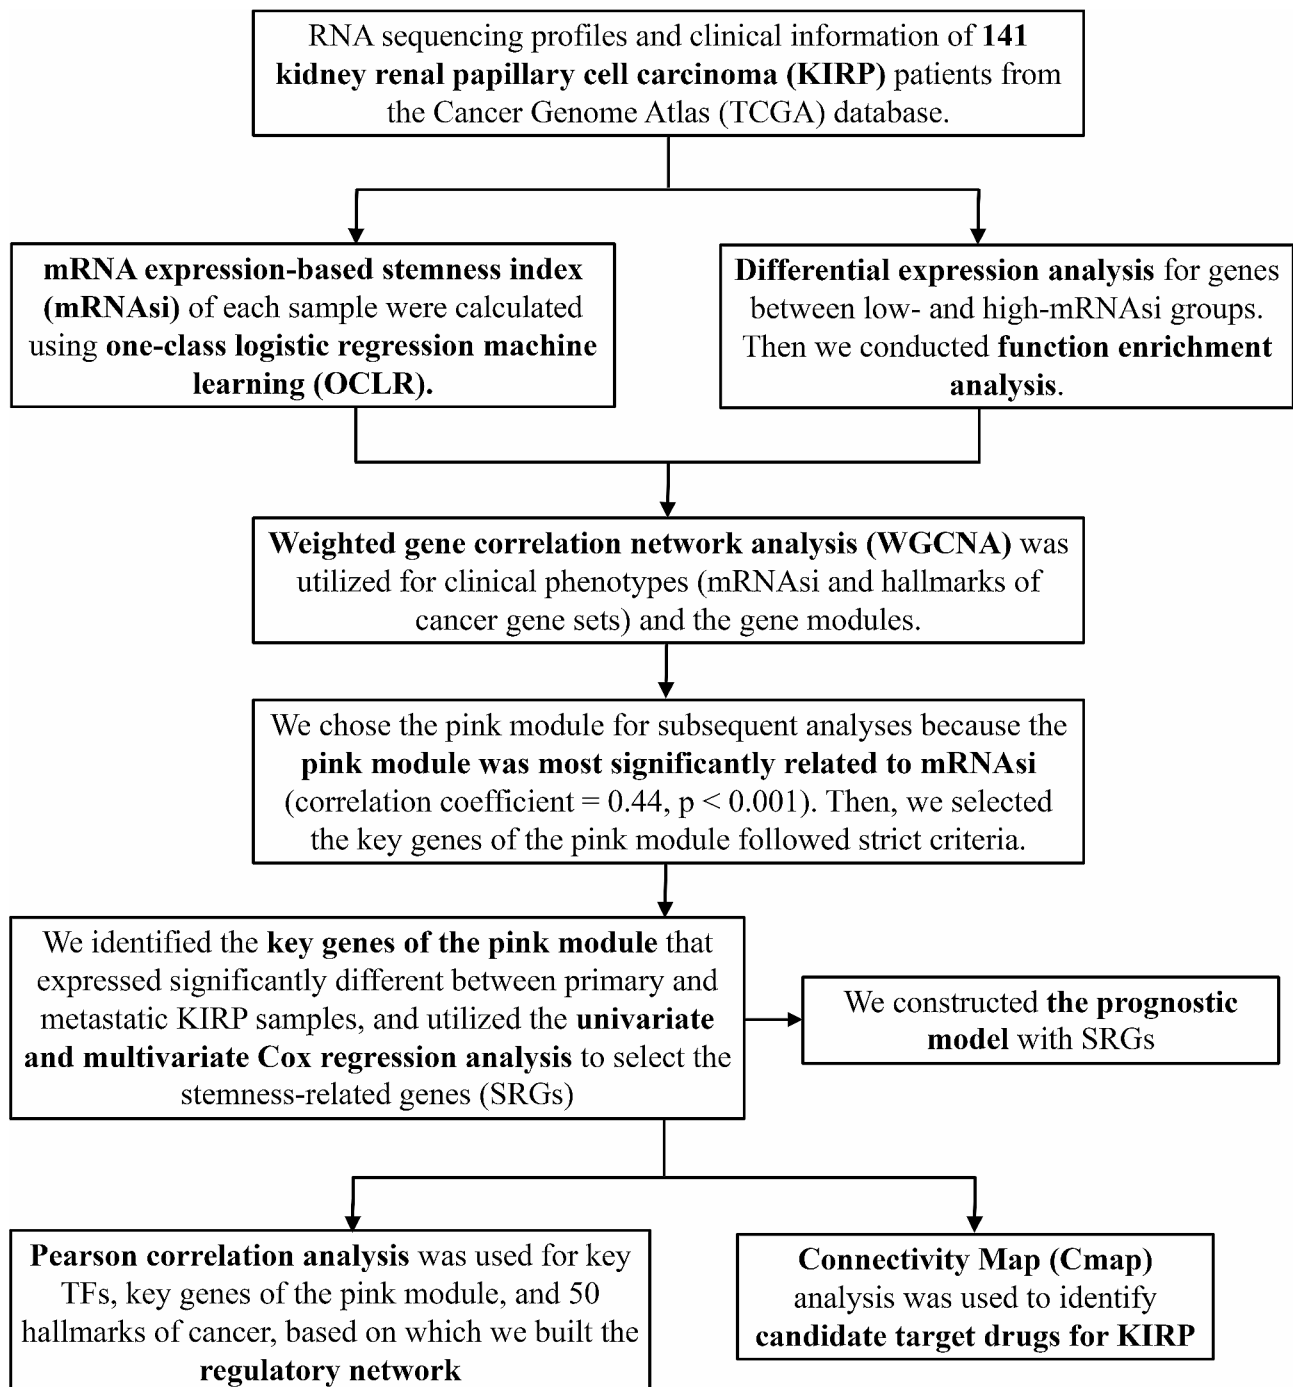 RNA sequencing profiles and clinical information of 141
kidney renal papillary cell carcinoma (KIRP) patients from
the Cancer Genome Atlas (TCGA) database.
mRNA expression-based stemness index
(mRNAsi) of each sample were calculated
using one-class logistic regression machine
learning (OCLR).
Differential expression analysis for genes
between low- and high-mRNAsi groups.
Then we conducted function enrichment
analysis.
Weighted gene correlation network analysis (WGCNA) was
utilized for clinical phenotypes (mRNAsi and hallmarks of
cancer gene sets) and the gene modules.
We chose the pink module for subsequent analyses because the
pink module was most significantly related to mRNAsi
(correlation coefficient = 0.44, p < 0.001). Then, we selected
the key genes of the pink module followed strict criteria.
We identified the key genes of the pink module that
expressed significantly different between primary and
metastatic KIRP samples, and utilized the univariate
and multivariate Cox regression analysis to select the
stemness-related genes (SRGs)
We constructed the prognostic
model with SRGs
Pearson correlation analysis was used for key
TFs, key genes of the pink module, and 50
hallmarks of cancer, based on which we built the
regulatory network
Connectivity Map (Cmap)
analysis was used to identify
candidate target drugs for KIRP